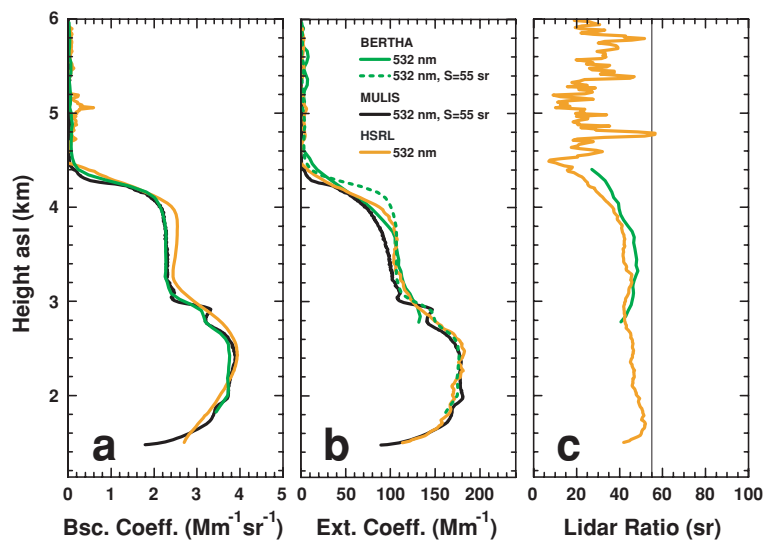 6
5
4
3
2
Height asl (km)
a
0 1 2 3 4 5
Bsc. Coeff. (Mm⁻¹sr⁻¹)
BERTHA
532 nm
532 nm, S=55 sr
MULIS
532 nm, S=55 sr
HSRL
532 nm
b
0 50 100 150 200
Ext. Coeff. (Mm⁻¹)
c
0 20 40 60 80 100
Lidar Ratio (sr)